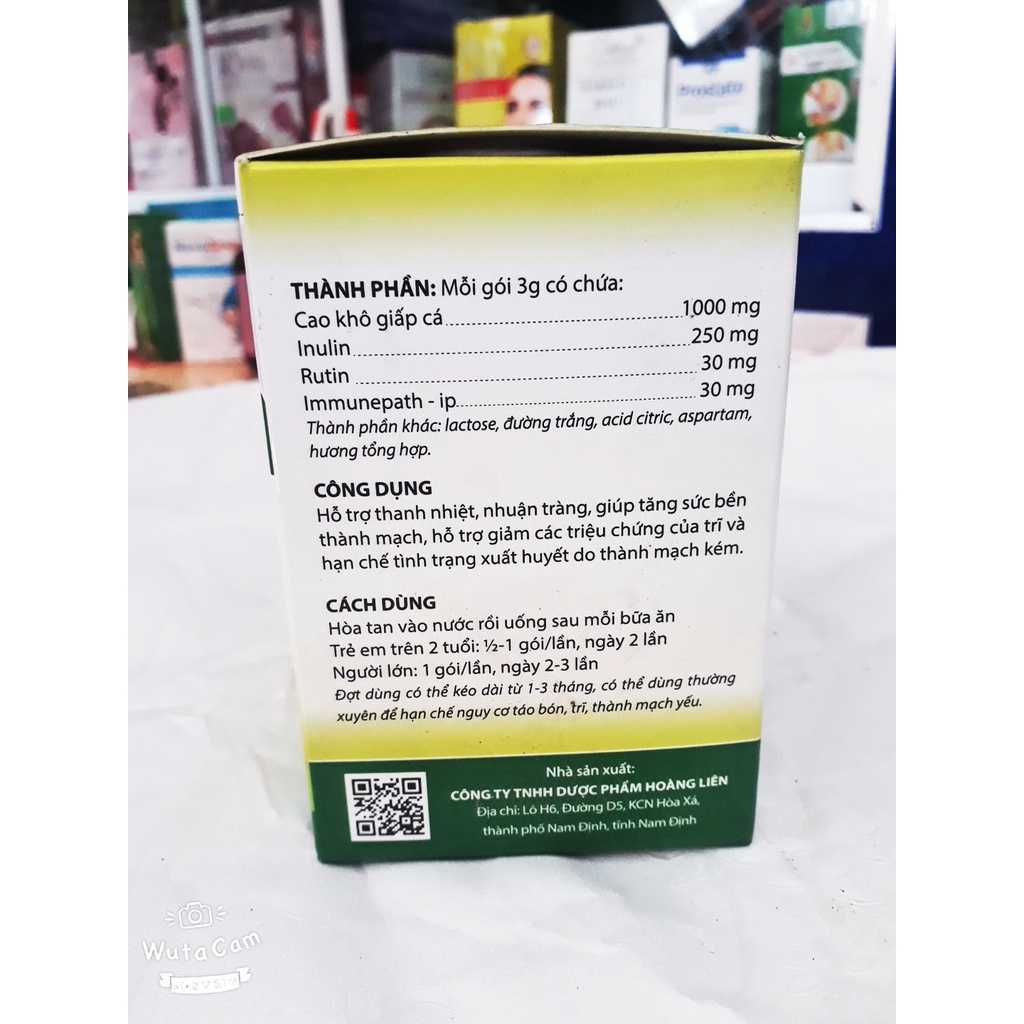 Prostate
THÀNH PHẦN: Mỗi gói 3g có chứa:
Cao khô giấp cá 1000 mg
Inulin 250 mg
Rutin 30 mg
Immunepath - ip 30 mg
Thành phần khác: lactose, đường trắng, acid citric, aspartam,
hương tổng hợp.
CÔNG DỤNG
Hỗ trợ thanh nhiệt, nhuận tràng, giúp tăng sức bền
thành mạch, hỗ trợ giảm các triệu chứng của trĩ và
hạn chế tình trạng xuất huyết do thành mạch kém.
CÁCH DÙNG
Hòa tan vào nước rồi uống sau mỗi bữa ăn
Trẻ em trên 2 tuổi: ½-1 gói/lần, ngày 2 lần
Người lớn: 1 gói/lần, ngày 2-3 lần
Đợt dùng có thể kéo dài từ 1-3 tháng, có thể dùng thường
xuyên để hạn chế nguy cơ táo bón, trĩ, thành mạch yếu.
Nhà sản xuất:
CÔNG TY TNHH DƯỢC PHẨM HOÀNG LIÊN
Địa chỉ: Lô H6, Đường D5, KCN Hòa Xá,
thành phố Nam Định, tỉnh Nam Định
WutaCam